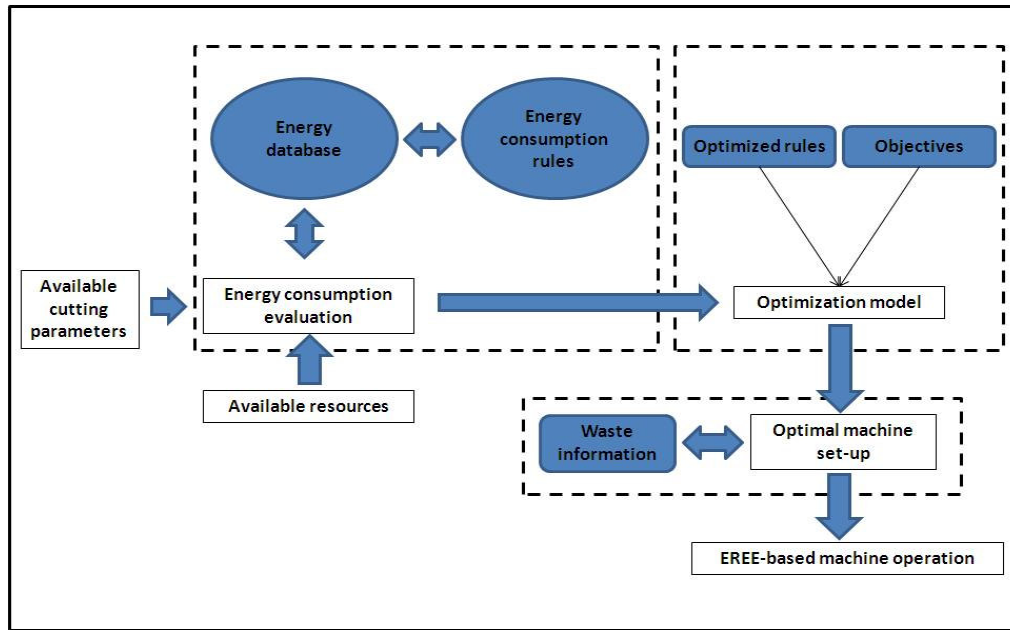 Energy
database
Energy
consumption
rules
Optimized rules
Objectives
Available
cutting
parameters
Energy consumption
evaluation
Optimization model
Available resources
Waste
information
Optimal machine
set-up
EREE-based machine operation